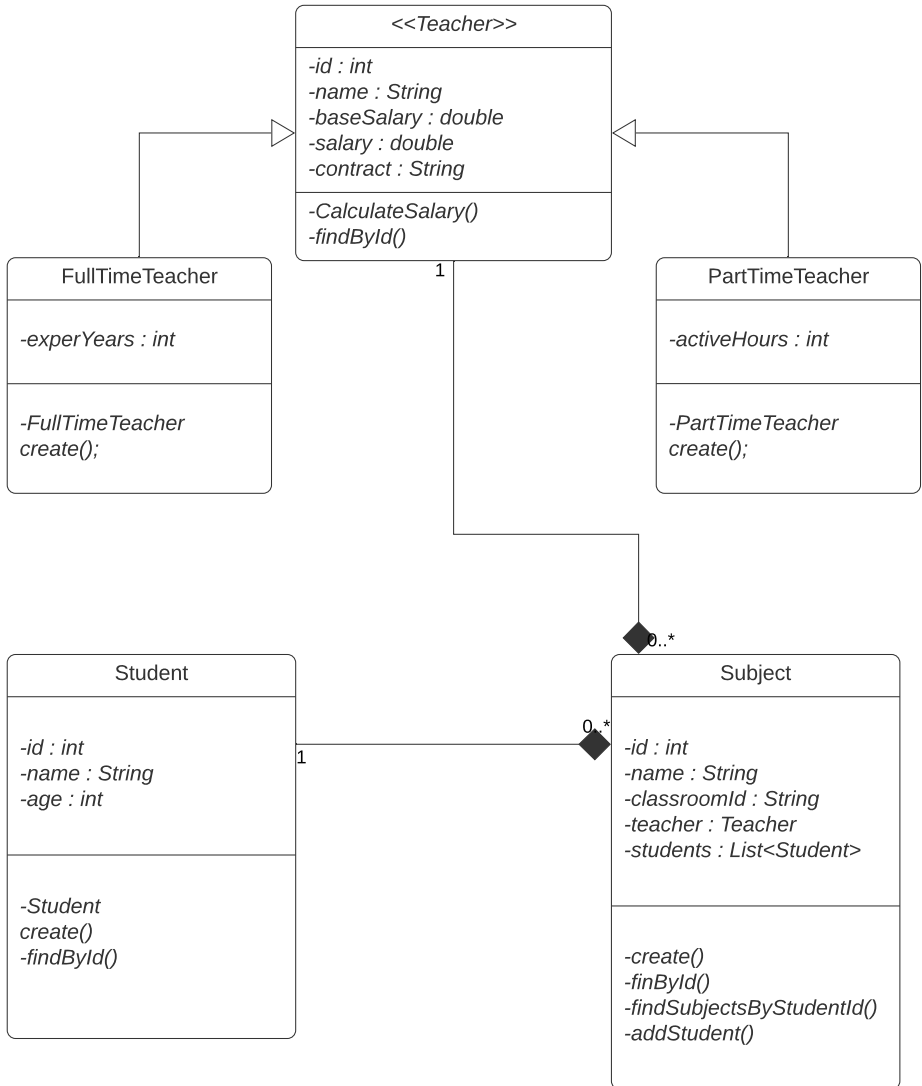 <<Teacher>>
-id : int
-name : String
-baseSalary : double
-salary : double
-contract : String
-CalculateSalary()
-findById()
1
FullTimeTeacher
-experYears : int
-FullTimeTeacher
create();
PartTimeTeacher
-activeHours : int
-PartTimeTeacher
create();
0..*
Student
-id : int
-name : String
-age : int
-Student
create()
-findById()
1
0..*
Subject
-id : int
-name : String
-classroomId : String
-teacher : Teacher
-students : List<Student>
-create()
-finById()
-findSubjectsByStudentId()
-addStudent()